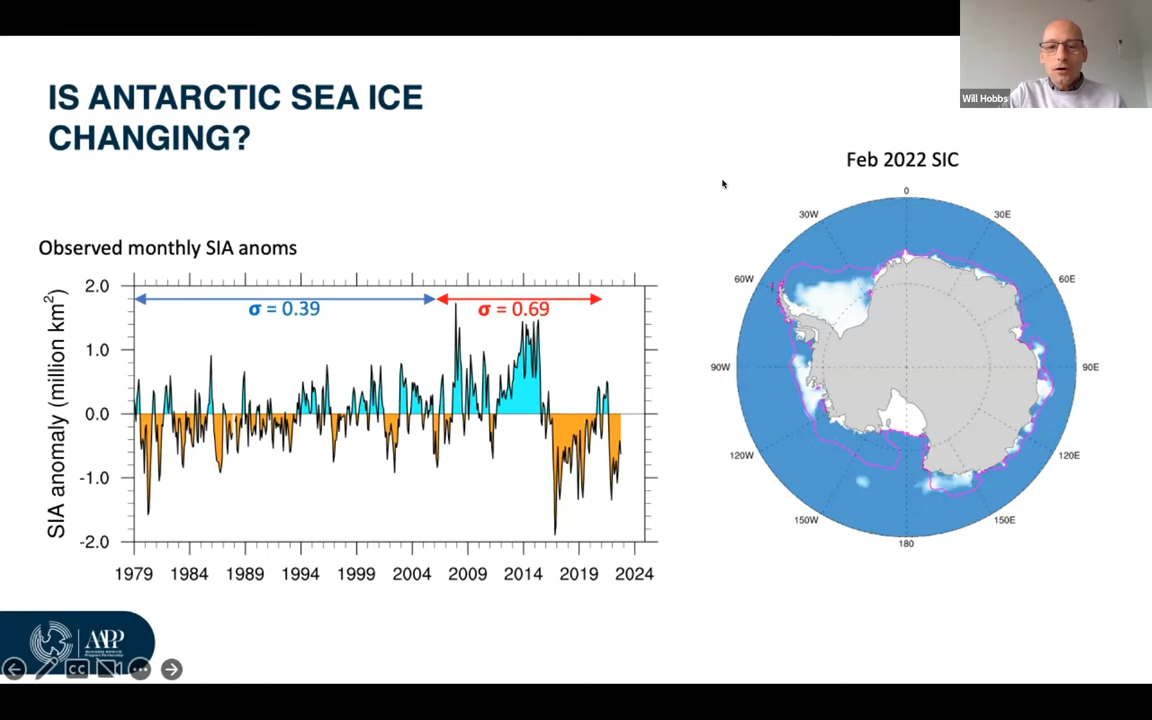 Will Hobbs
IS ANTARCTIC SEA ICE
CHANGING?
Observed monthly SIA anoms
SIA anomaly (million km²)
2.0
1.0
0.0
-1.0
-2.0
σ = 0.39
σ = 0.69
1979 1984 1989 1994 1999 2004 2009 2014 2019 2024
Feb 2022 SIC
0
30W 30E
60W 60E
90W 90E
120W 120E
150W 150E
180
AAPP
CC